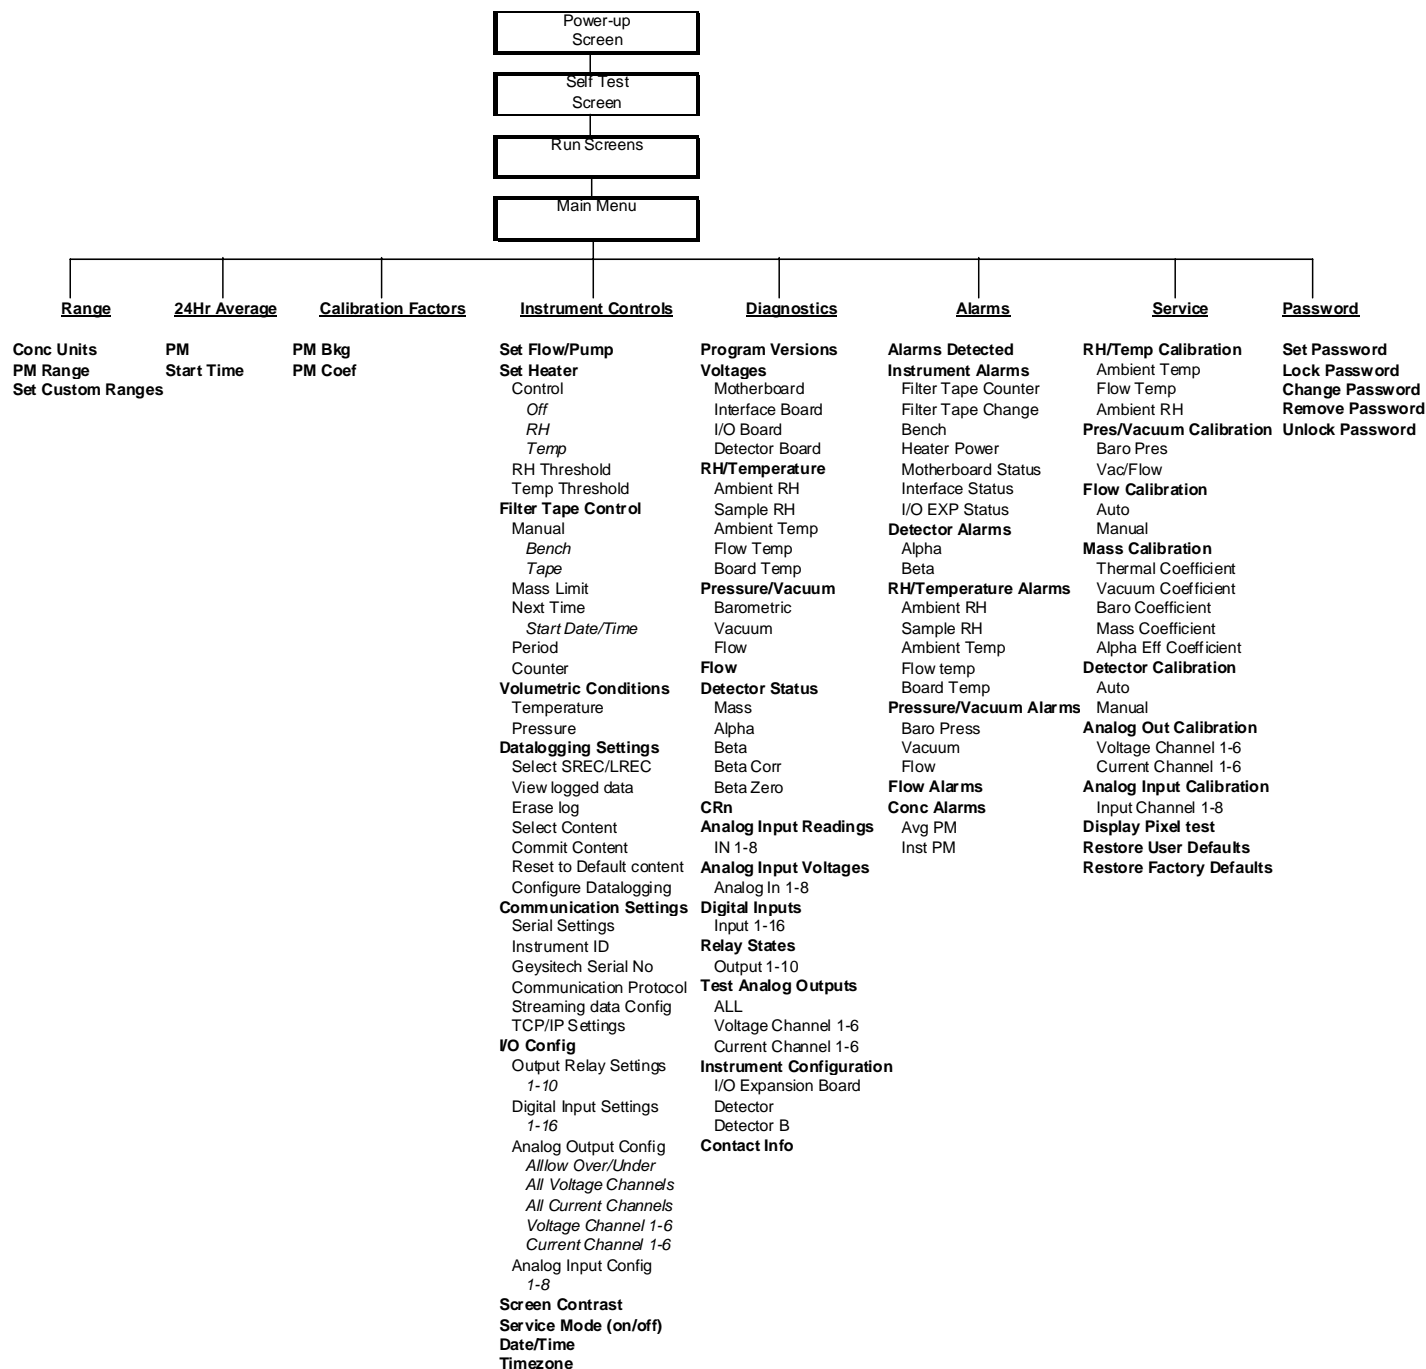 Power-up
Screen
Self Test
Screen
Run Screens
Main Menu
Range
Conc Units
PM Range
Set Custom Ranges
24Hr Average
PM
Start Time
Calibration Factors
PM Bkg
PM Coef
Instrument Controls
Set Flow/Pump
Set Heater
Control
Off
RH
Temp
RH Threshold
Temp Threshold
Filter Tape Control
Manual
Bench
Tape
Mass Limit
Next Time
Start Date/Time
Period
Counter
Volumetric Conditions
Temperature
Pressure
Datalogging Settings
Select SREC/LREC
View logged data
Erase log
Select Content
Commit Content
Reset to Default content
Configure Datalogging
Communication Settings
Serial Settings
Instrument ID
Geysitech Serial No
Communication Protocol
Streaming data Config
TCP/IP Settings
I/O Config
Output Relay Settings
1-10
Digital Input Settings
1-16
Analog Output Config
Alllow Over/Under
All Voltage Channels
All Current Channels
Voltage Channel 1-6
Current Channel 1-6
Analog Input Config
1-8
Screen Contrast
Service Mode (on/off)
Date/Time
Timezone
Diagnostics
Program Versions
Voltages
Motherboard
Interface Board
I/O Board
Detector Board
RH/Temperature
Ambient RH
Sample RH
Ambient Temp
Flow Temp
Board Temp
Pressure/Vacuum
Barometric
Vacuum
Flow
Flow
Detector Status
Mass
Alpha
Beta
Beta Corr
Beta Zero
CRn
Analog Input Readings
IN 1-8
Analog Input Voltages
Analog In 1-8
Digital Inputs
Input 1-16
Relay States
Output 1-10
Test Analog Outputs
ALL
Voltage Channel 1-6
Current Channel 1-6
Instrument Configuration
I/O Expansion Board
Detector
Detector B
Contact Info
Alarms
Alarms Detected
Instrument Alarms
Filter Tape Counter
Filter Tape Change
Bench
Heater Power
Motherboard Status
Interface Status
I/O EXP Status
Detector Alarms
Alpha
Beta
RH/Temperature Alarms
Ambient RH
Sample RH
Ambient Temp
Flow temp
Board Temp
Pressure/Vacuum Alarms
Baro Press
Vacuum
Flow
Flow Alarms
Conc Alarms
Avg PM
Inst PM
Service
RH/Temp Calibration
Ambient Temp
Flow Temp
Ambient RH
Pres/Vacuum Calibration
Baro Pres
Vac/Flow
Flow Calibration
Auto
Manual
Mass Calibration
Thermal Coefficient
Vacuum Coefficient
Baro Coefficient
Mass Coefficient
Alpha Eff Coefficient
Detector Calibration
Auto
Manual
Analog Out Calibration
Voltage Channel 1-6
Current Channel 1-6
Analog Input Calibration
Input Channel 1-8
Display Pixel test
Restore User Defaults
Restore Factory Defaults
Password
Set Password
Lock Password
Change Password
Remove Password
Unlock Password